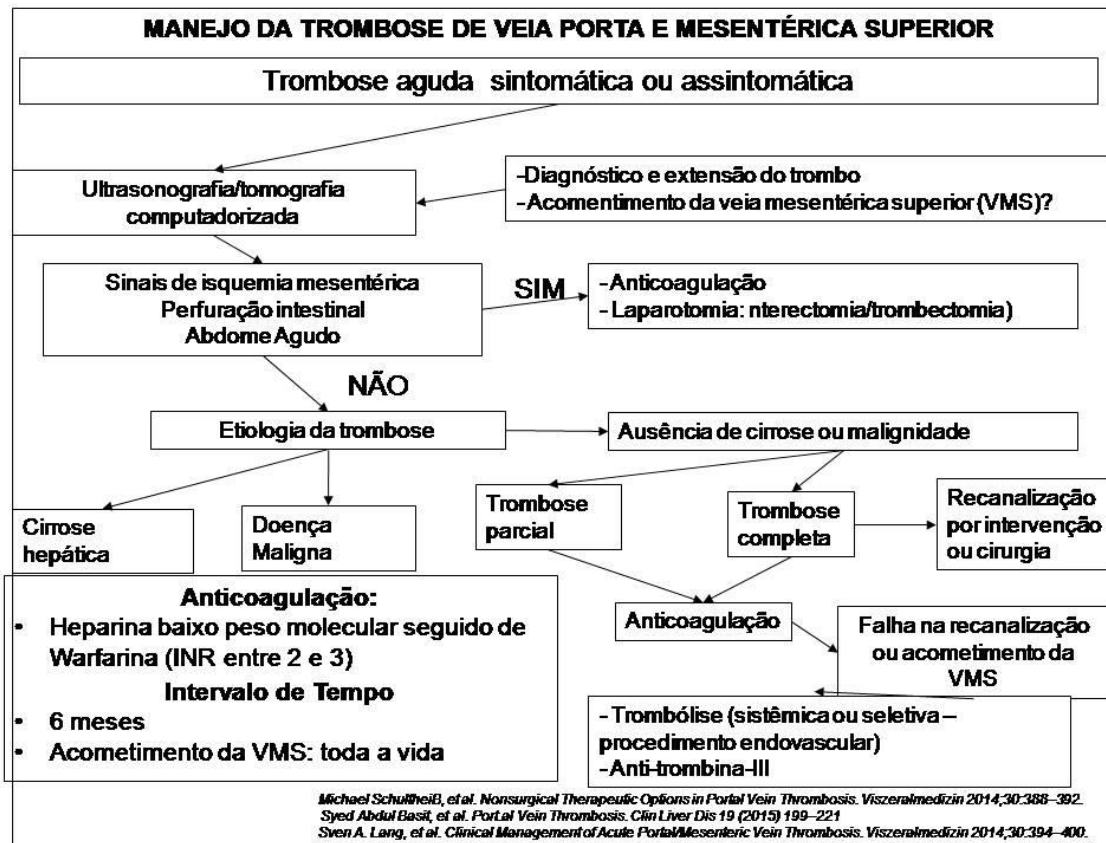 MANEJO DA TROMBOSE DE VEIA PORTA E MESENTÉRICA SUPERIOR
Trombose aguda sintomática ou assintomática
Ultrasonografia/tomografia
computadorizada
-Diagnóstico e extensão do trombo
-Acomentimento da veia mesentérica superior (VMS)?
Sinais de isquemia mesentérica
Perfuração intestinal
Abdome Agudo
SIM
- Anticoagulação
- Laparotomia: nterectomia/trombectomia)
NÃO
Etiologia da trombose
Ausência de cirrose ou malignidade
Cirrose
hepática
Doença
Maligna
Trombose
parcial
Trombose
completa
Recanalização
por intervenção
ou cirurgia
Anticoagulação:
• Heparina baixo peso molecular seguido de
Warfarina (INR entre 2 e 3)
Intervalo de Tempo
• 6 meses
• Acometimento da VMS: toda a vida
Anticoagulação
Falha na recanalização
ou acometimento da
VMS
- Trombólise (sistêmica ou seletiva –
procedimento endovascular)
- Anti-trombina-III
Michael SchultheiB, et al. Nonsurgical Therapeutic Options in Portal Vein Thrombosis. Viszeralmedizin 2014;30:388–392.
Syed Abdul Basit, et al. Portal Vein Thrombosis. Clin Liver Dis 19 (2015) 199–221
Sven A. Lang, et al. Clinical Management of Acute Portal/Mesenteric Vein Thrombosis. Viszeralmedizin 2014;30:394–400.